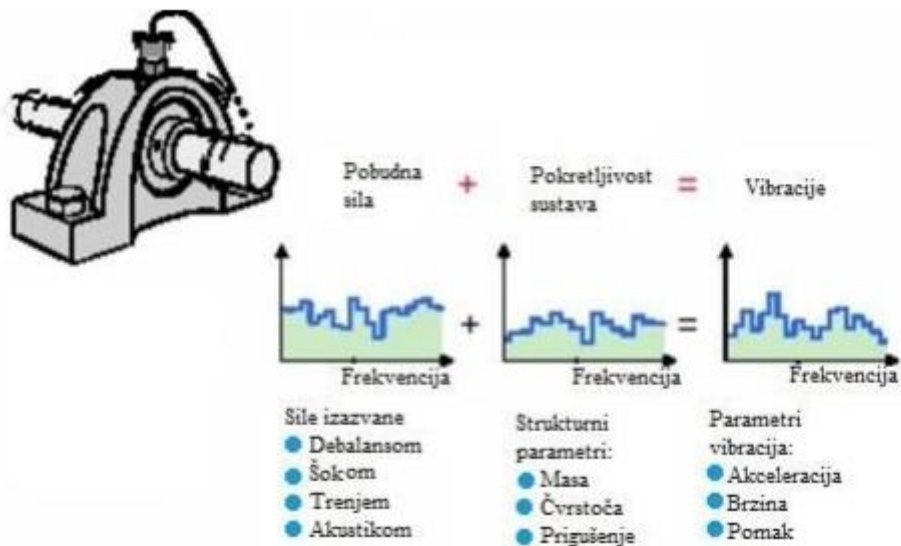 Pobudna
sila
+
Pokretljivost
sustava
=
Vibracije
+
=
Frekvencija
Frekvencija
Frekvencija
Sile izazvane
Debalansom
Šokom
Trenjem
Akustikom
Strukturni
parametri:
Masa
Čvrstoča
Prigušenje
Parametri
vibracija:
Akceleracija
Brzina
Pomak